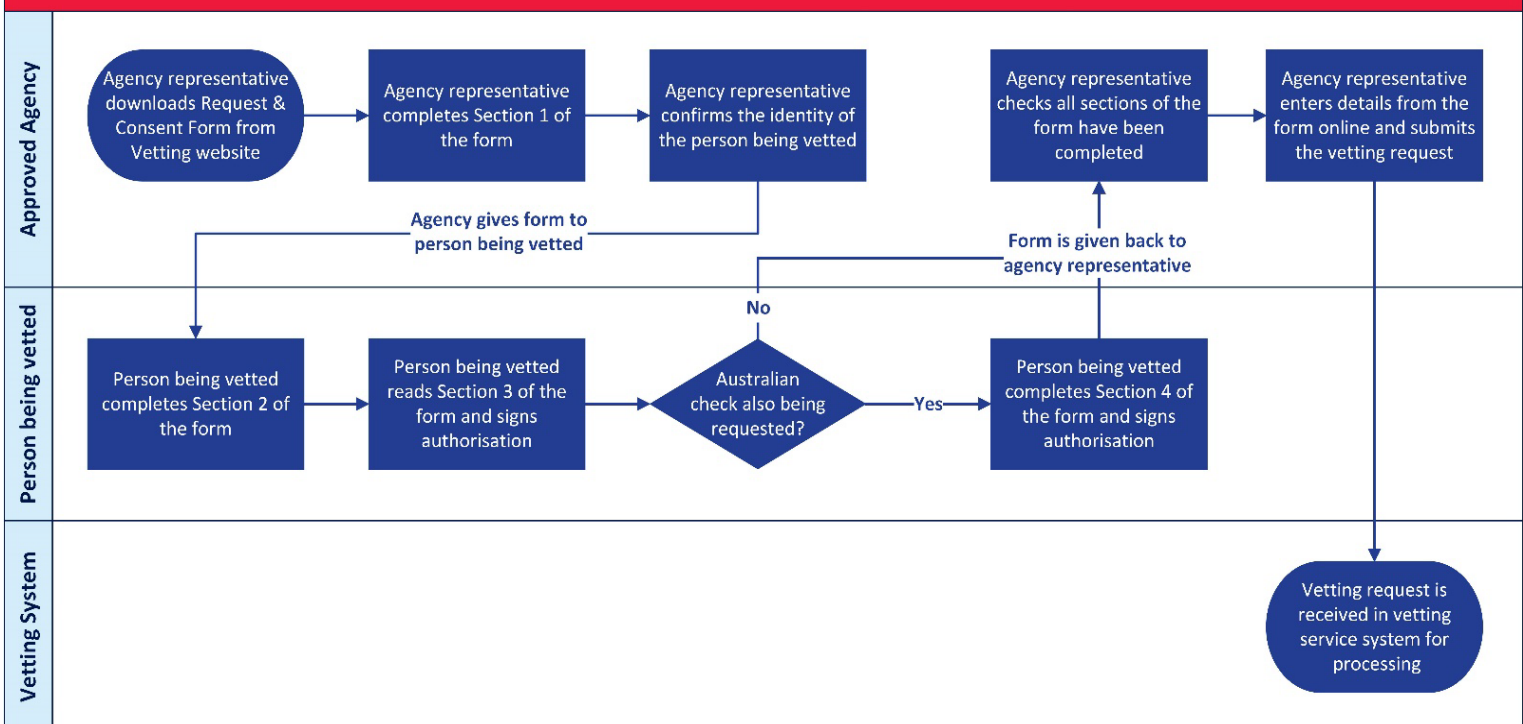 Approved Agency
Agency representative
downloads Request &
Consent Form from
Vetting website
Agency representative
completes Section 1 of
the form
Agency representative
confirms the identity of
the person being vetted
Agency representative
checks all sections of the
form have been
completed
Agency representative
enters details from the
form online and submits
the vetting request
Agency gives form to
person being vetted
Form is given back to
agency representative
Person being vetted
No
Person being vetted
completes Section 2 of
the form
Person being vetted
reads Section 3 of the
form and signs
authorisation
Australian
check also being
requested?
Yes
Person being vetted
completes Section 4 of
the form and signs
authorisation
Vetting System
Vetting request is
received in vetting
service system for
processing